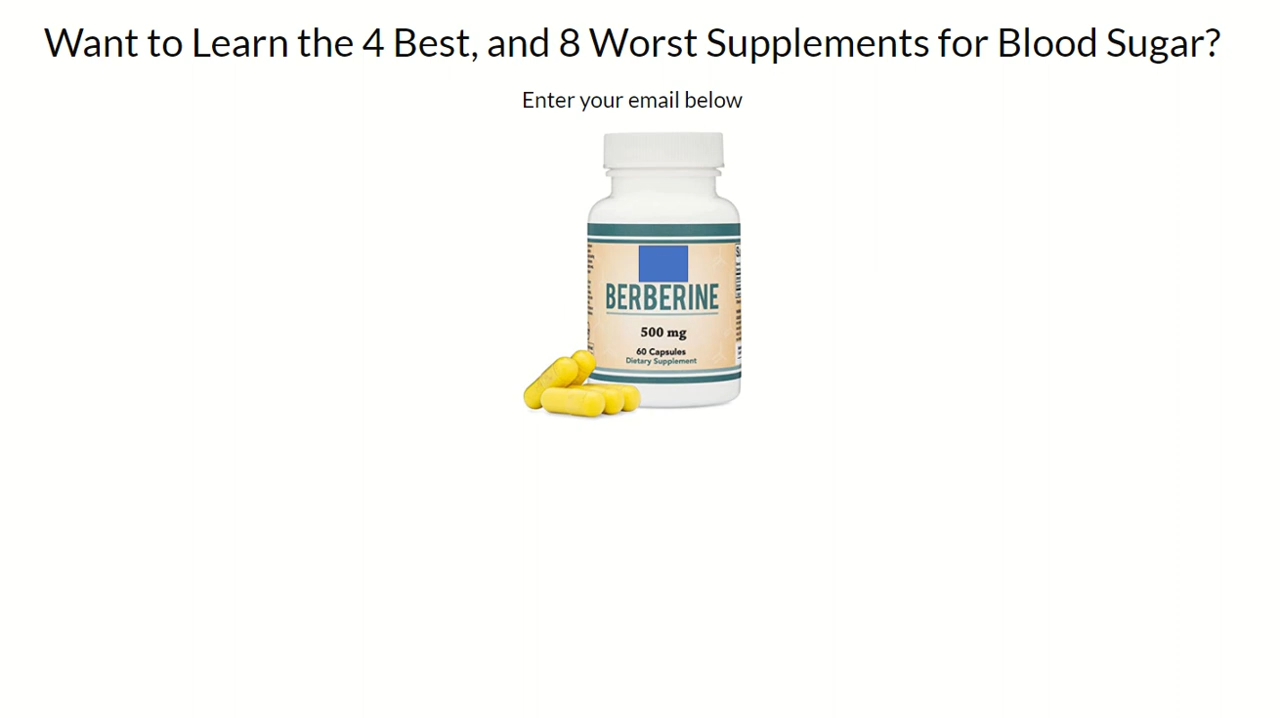 Want to Learn the 4 Best, and 8 Worst Supplements for Blood Sugar?
Enter your email below
BERBERINE
500 mg
60 Capsules
Dietary Supplement